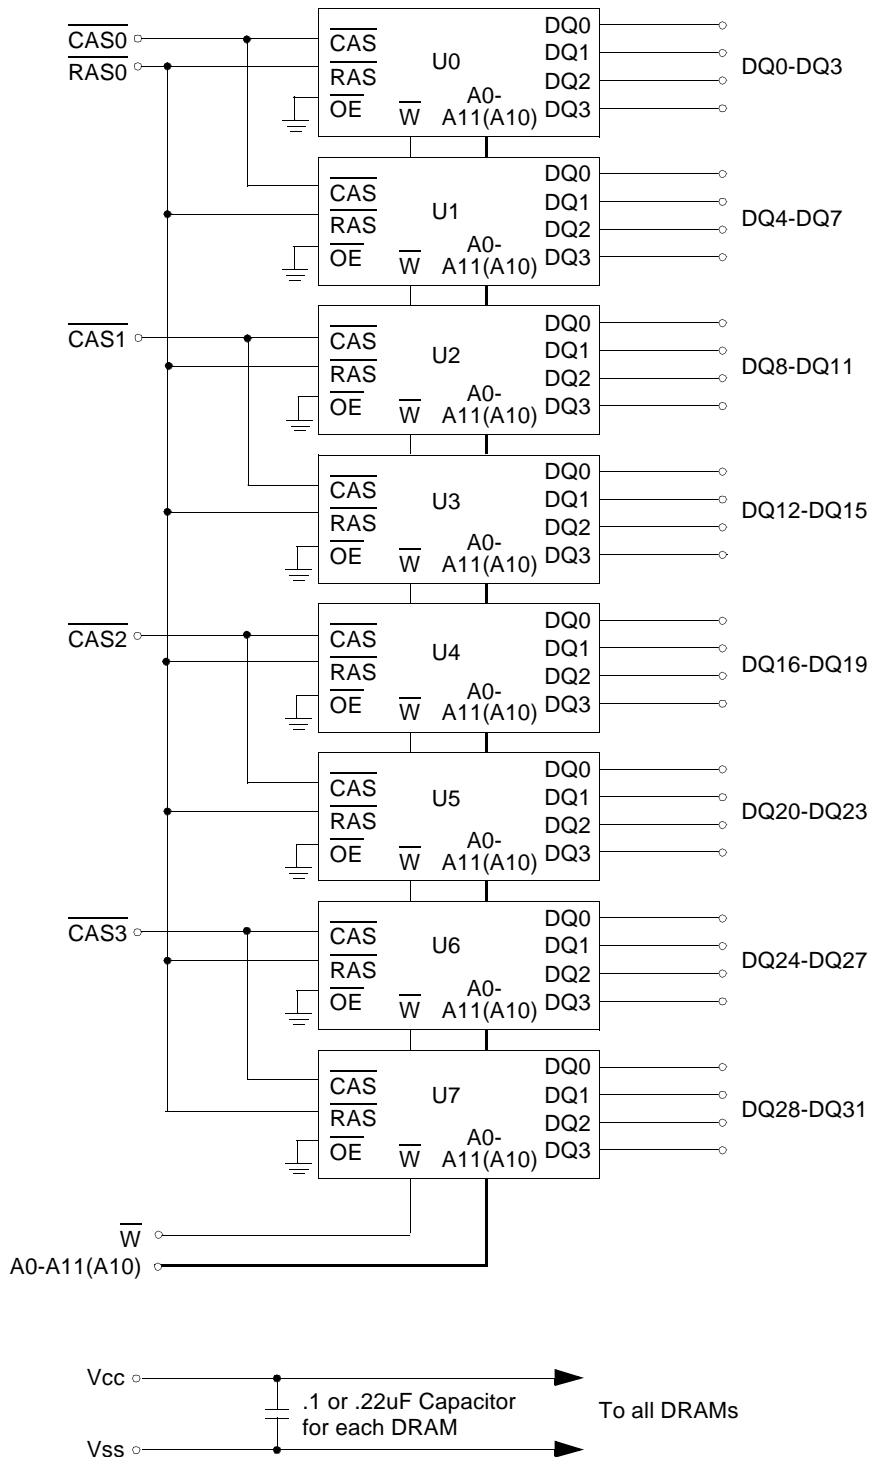 CAS0
RAS0
CAS
RAS
OE
U0
W
A0-
A11(A10)
DQ0
DQ1
DQ2
DQ3
DQ0-DQ3
CAS
RAS
OE
U1
W
A0-
A11(A10)
DQ0
DQ1
DQ2
DQ3
DQ4-DQ7
CAS1
CAS
RAS
OE
U2
W
A0-
A11(A10)
DQ0
DQ1
DQ2
DQ3
DQ8-DQ11
CAS
RAS
OE
U3
W
A0-
A11(A10)
DQ0
DQ1
DQ2
DQ3
DQ12-DQ15
CAS2
CAS
RAS
OE
U4
W
A0-
A11(A10)
DQ0
DQ1
DQ2
DQ3
DQ16-DQ19
CAS
RAS
OE
U5
W
A0-
A11(A10)
DQ0
DQ1
DQ2
DQ3
DQ20-DQ23
CAS3
CAS
RAS
OE
U6
W
A0-
A11(A10)
DQ0
DQ1
DQ2
DQ3
DQ24-DQ27
CAS
RAS
OE
U7
W
A0-
A11(A10)
DQ0
DQ1
DQ2
DQ3
DQ28-DQ31
W
A0-A11(A10)
Vcc
.1 or .22uF Capacitor
for each DRAM
To all DRAMs
Vss